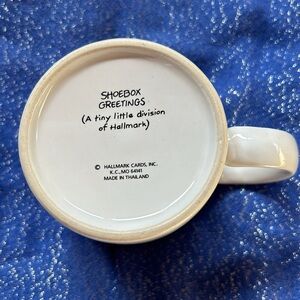 SHOEBOX
GREETINGS
(A tiny little division
of Hallmark)
© HALLMARK CARDS, INC.
K.C., MO 64141
MADE IN THAILAND